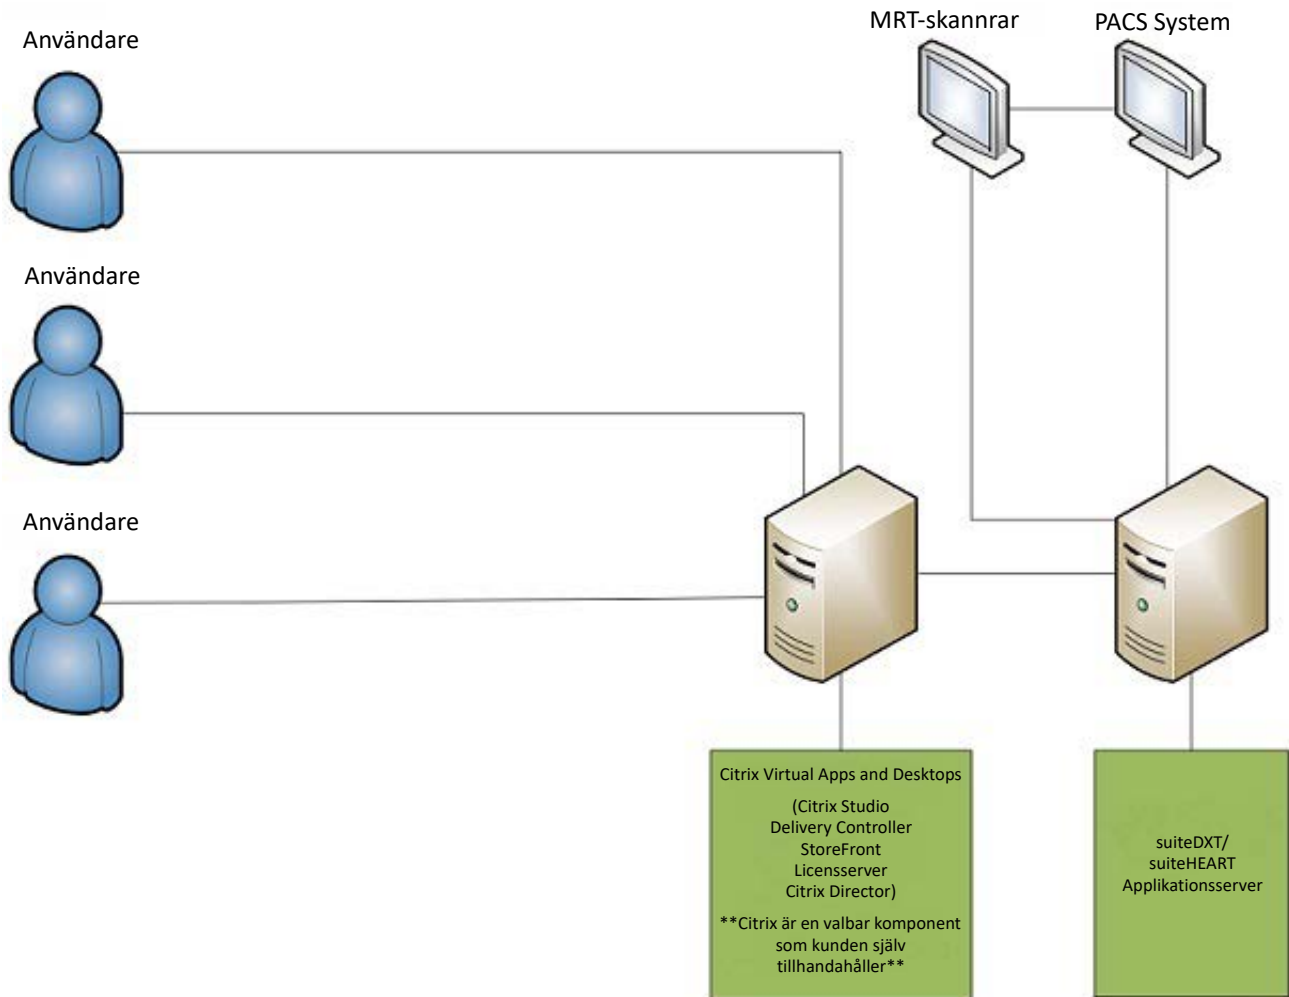 Användare
MRT-skannrar
PACS System
Användare
Användare
Citrix Virtual Apps and Desktops
(Citrix Studio
Delivery Controller
StoreFront
Licensserver
Citrix Director)
**Citrix är en valbar komponent
som kunden själv
tillhandahåller**
suiteDXT/
suiteHEART
Applikationsserver